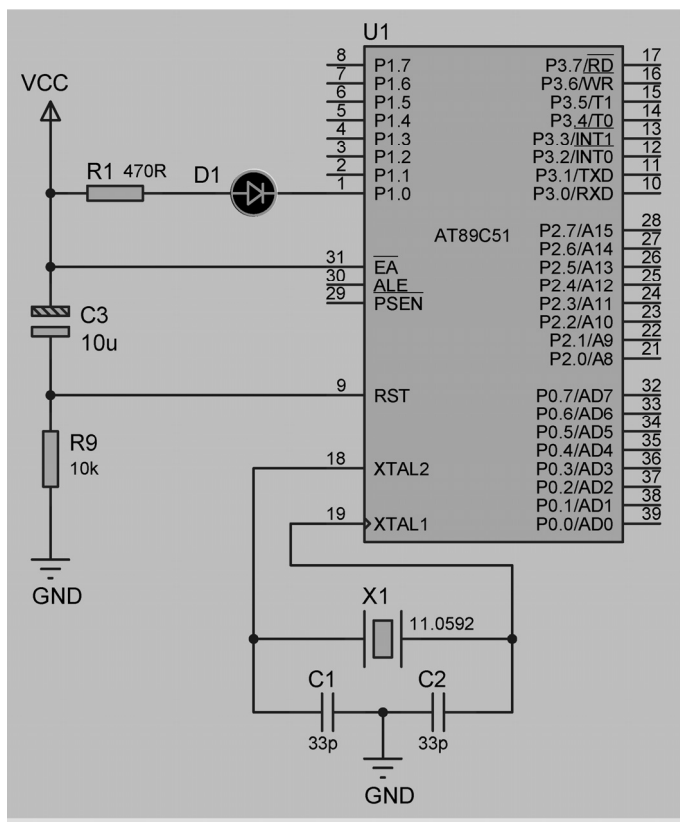 U1
VCC
R1 470R
D1
C3
10u
R9
10k
GND
8 P1.7
7 P1.6
6 P1.5
5 P1.4
4 P1.3
3 P1.2
2 P1.1
1 P1.0
31 EA
30 ALE
29 PSEN
9 RST
18 XTAL2
19 XTAL1
AT89C51
P3.7/RD 17
P3.6/WR 16
P3.5/T1 15
P3.4/T0 14
P3.3/INT1 13
P3.2/INT0 12
P3.1/TXD 11
P3.0/RXD 10
P2.7/A15 28
P2.6/A14 27
P2.5/A13 26
P2.4/A12 25
P2.3/A11 24
P2.2/A10 23
P2.1/A9 22
P2.0/A8 21
P0.7/AD7 32
P0.6/AD6 33
P0.5/AD5 34
P0.4/AD4 35
P0.3/AD3 36
P0.2/AD2 37
P0.1/AD1 38
P0.0/AD0 39
X1
11.0592
C1
33p
C2
33p
GND